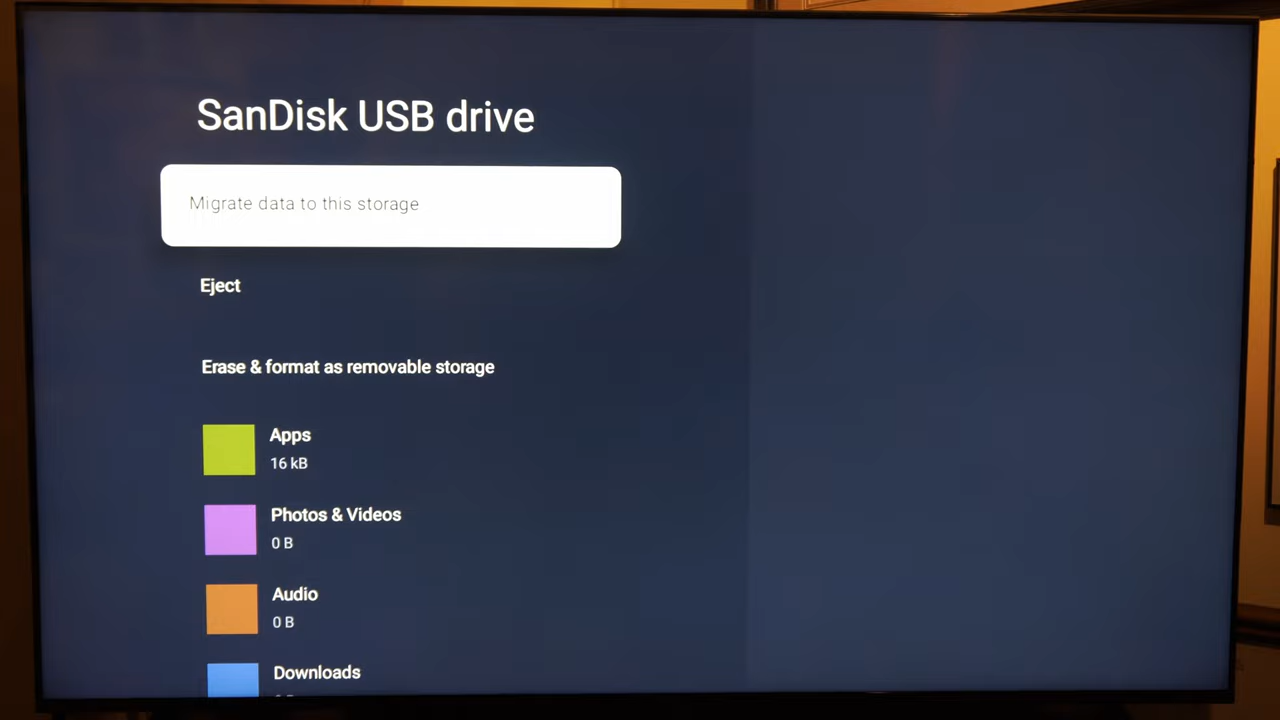 SanDisk USB drive
Migrate data to this storage
Eject
Erase & format as removable storage
Apps
16 kB
Photos & Videos
0 B
Audio
0 B
Downloads